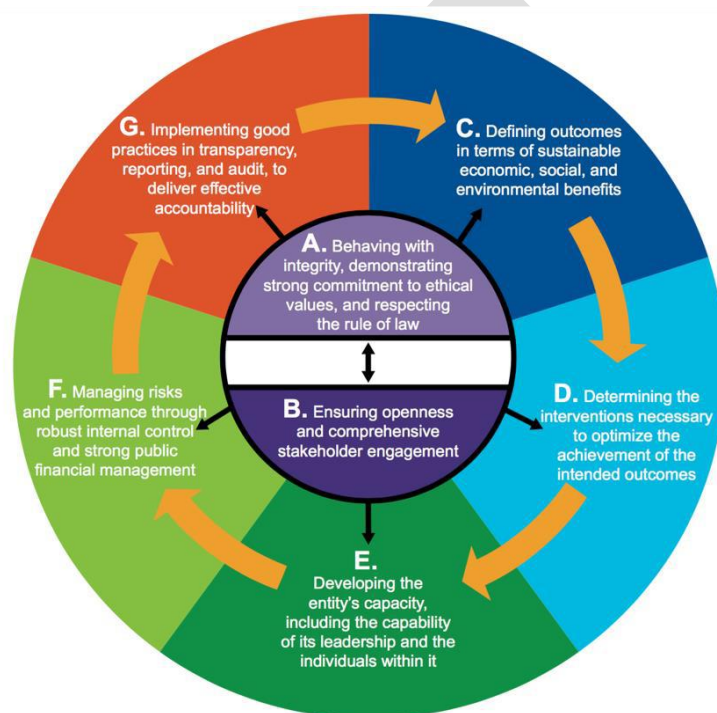 A. Behaving with
integrity, demonstrating
strong commitment to ethical
values, and respecting
the rule of law
B. Ensuring openness
and comprehensive
stakeholder engagement
C. Defining outcomes
in terms of sustainable
economic, social, and
environmental benefits
D. Determining the
interventions necessary
to optimize the
achievement of the
intended outcomes
E.
Developing the
entity's capacity,
including the capability
of its leadership and the
individuals within it
F. Managing risks
and performance through
robust internal control
and strong public
financial management
G. Implementing good
practices in transparency,
reporting, and audit, to
deliver effective
accountability